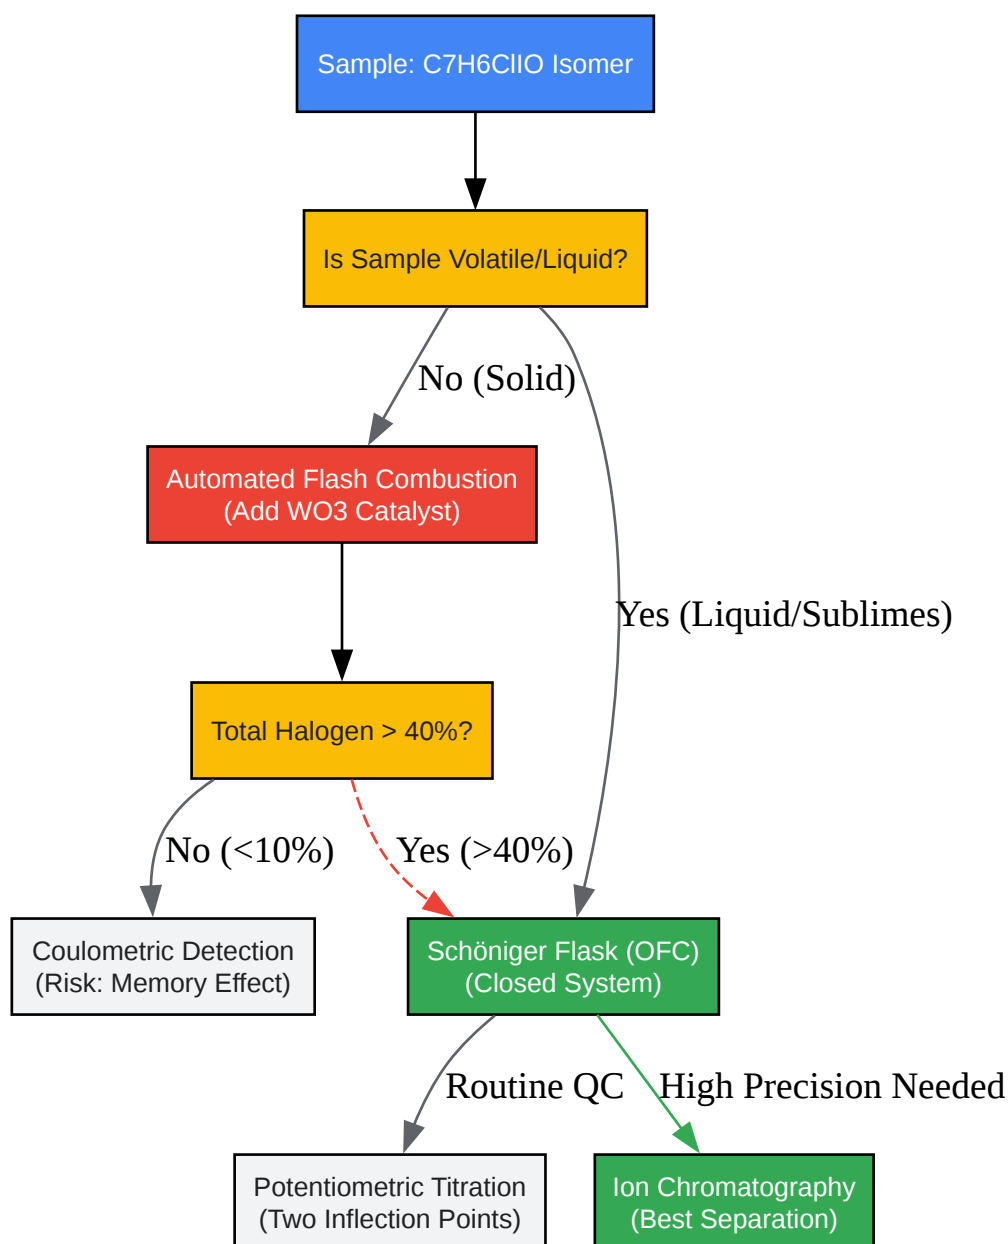 Sample: C7H6ClIO Isomer
Is Sample Volatile/Liquid?
No (Solid)
Automated Flash Combustion
(Add WO3 Catalyst)
Yes (Liquid/Sublimes)
Total Halogen > 40%?
No (<10%)
Yes (>40%)
Coulometric Detection
(Risk: Memory Effect)
Schöniger Flask (OFC)
(Closed System)
Routine QC
High Precision Needed
Potentiometric Titration
(Two Inflection Points)
Ion Chromatography
(Best Separation)